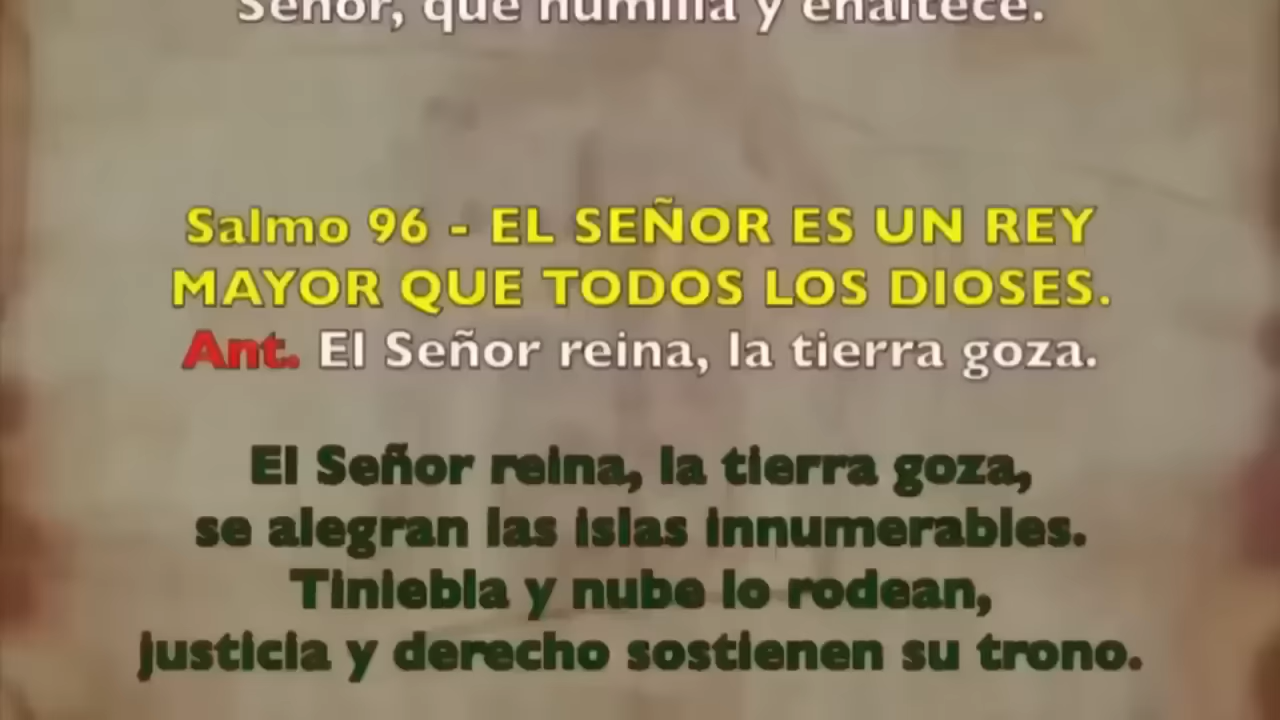 Señor, que humilla y enaltece.
Salmo 96 - EL SEÑOR ES UN REY
MAYOR QUE TODOS LOS DIOSES.
Ant. El Señor reina, la tierra goza.
El Señor reina, la tierra goza,
se alegran las islas innumerables.
Tiniebla y nube lo rodean,
justicia y derecho sostienen su trono.